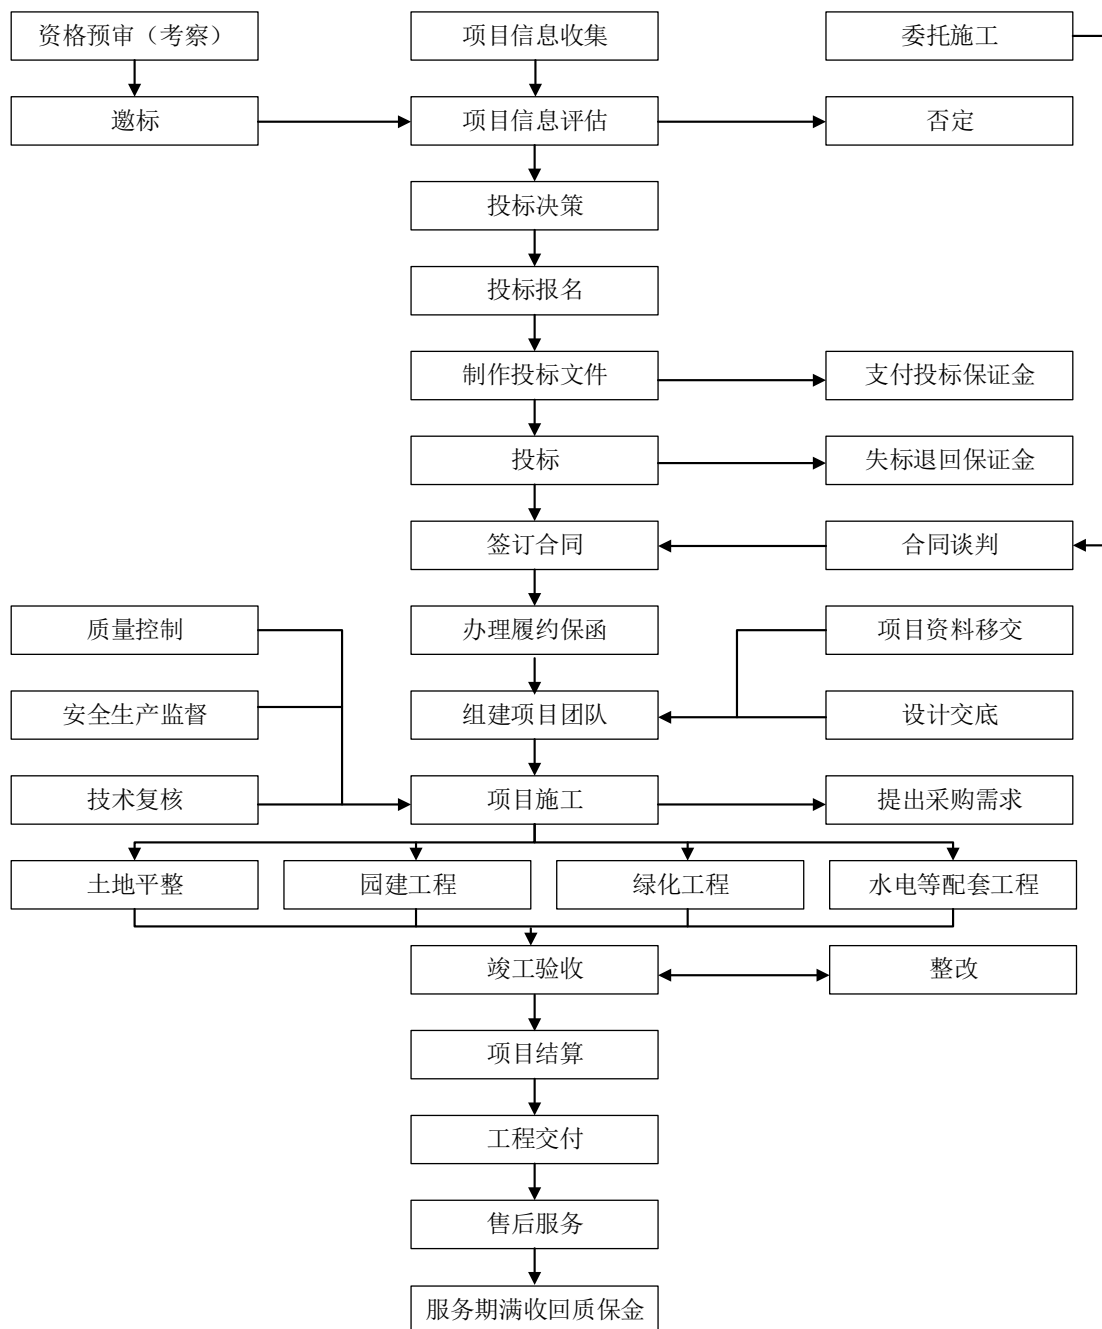 资格预审（考察）
项目信息收集
委托施工
邀标
项目信息评估
否定
投标决策
投标报名
制作投标文件
支付投标保证金
投标
失标退回保证金
签订合同
合同谈判
质量控制
办理履约保函
项目资料移交
安全生产监督
组建项目团队
设计交底
技术复核
项目施工
提出采购需求
土地平整
园建工程
绿化工程
水电等配套工程
竣工验收
整改
项目结算
工程交付
售后服务
服务期满收回质保金